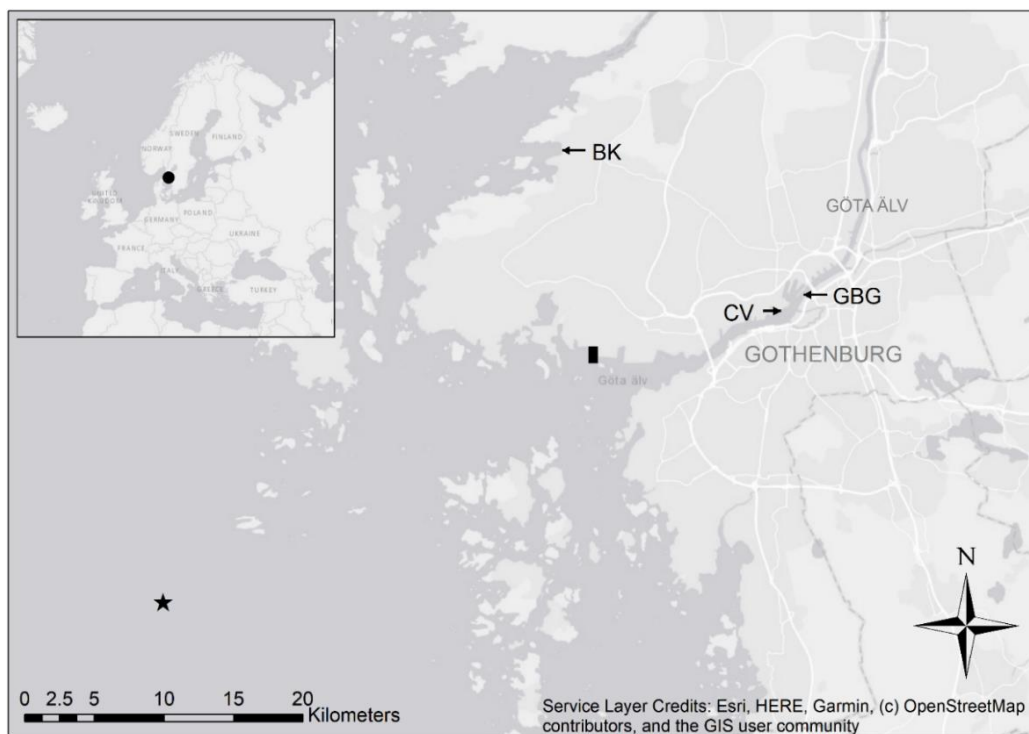 NORWAY
SWEDEN
FINLAND
UNITED
KINGDOM
GERMANY
POLAND
UKRAINE
FRANCE
ITALY
GREECE
TURKEY
BK
GÖTA ÄLV
GBG
CV
GOTHENBURG
Göta älv
N
0 2.5 5 10 15 20
Kilometers
Service Layer Credits: Esri, HERE, Garmin, (c) OpenStreetMap
contributors, and the GIS user community